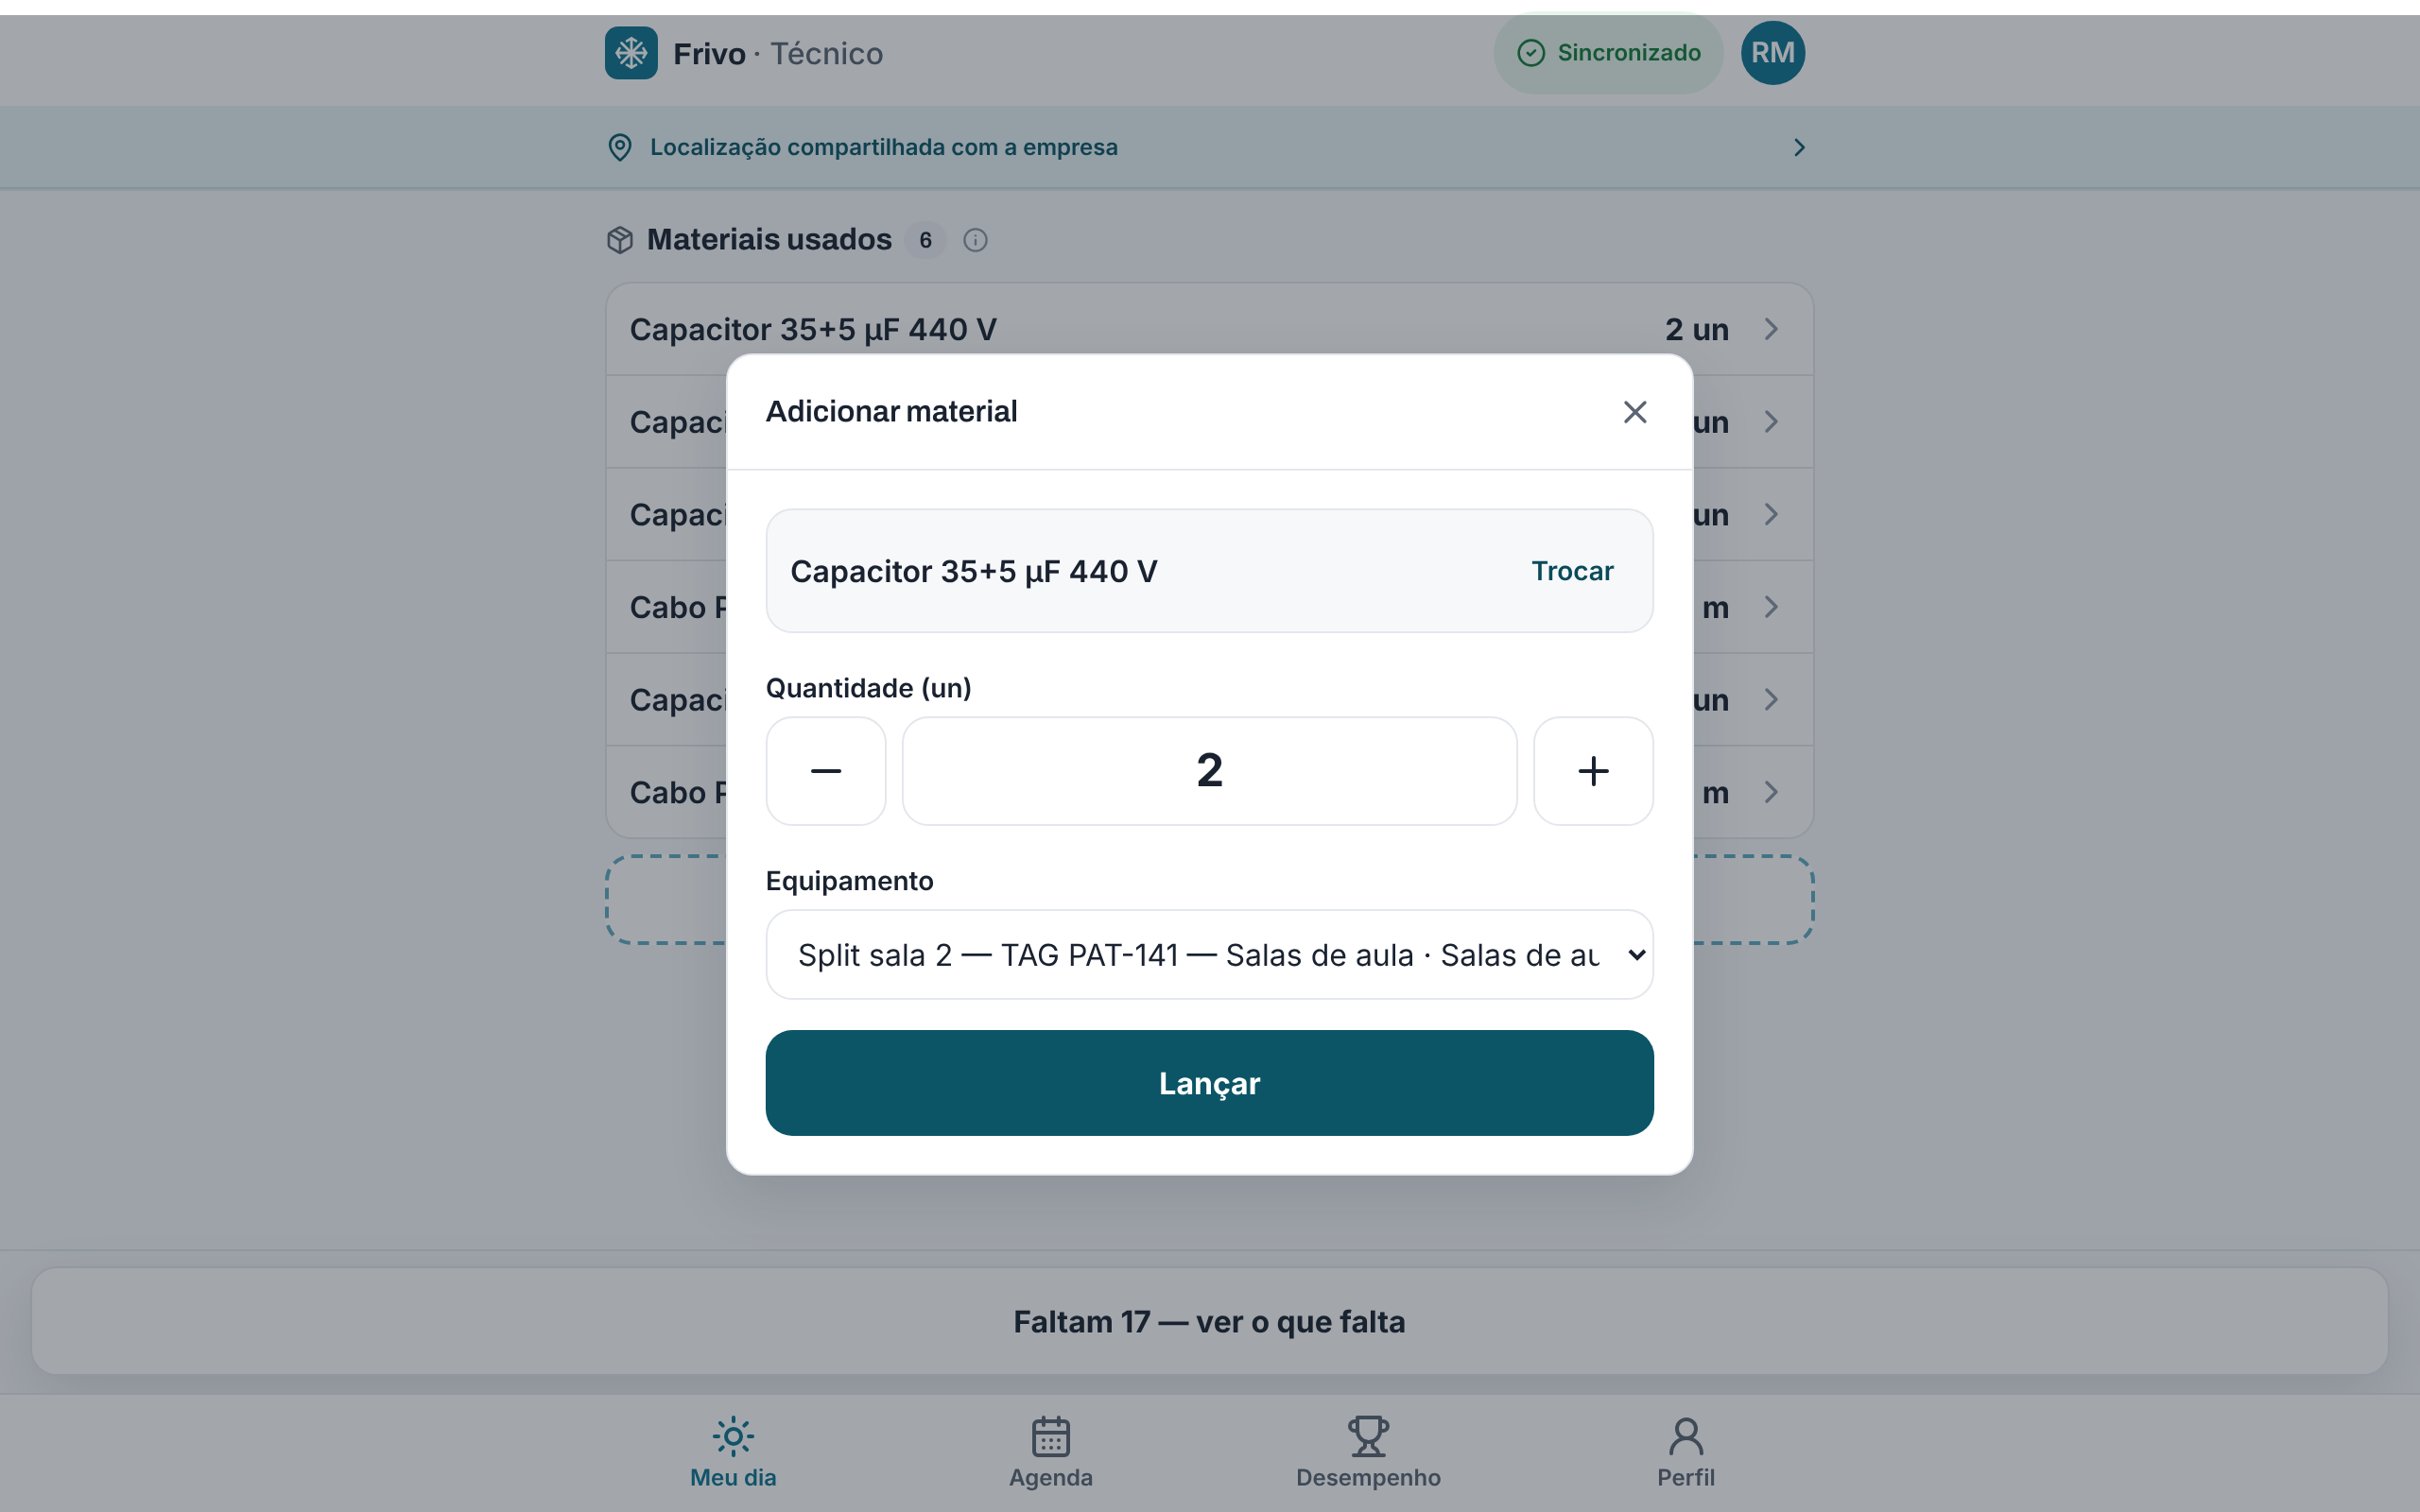 Frivo · Técnico
Sincronizado
RM
Localização compartilhada com a empresa
Materiais usados 6
Capacitor 35+5 µF 440 V 2 un
Adicionar material
Capaci un
Capaci un
Cabo m
Capaci un
Cabo m
Capacitor 35+5 µF 440 V Trocar
Quantidade (un)
2
Equipamento
Split sala 2 — TAG PAT-141 — Salas de aula · Salas de au
Lançar
Faltam 17 — ver o que falta
Meu dia
Agenda
Desempenho
Perfil